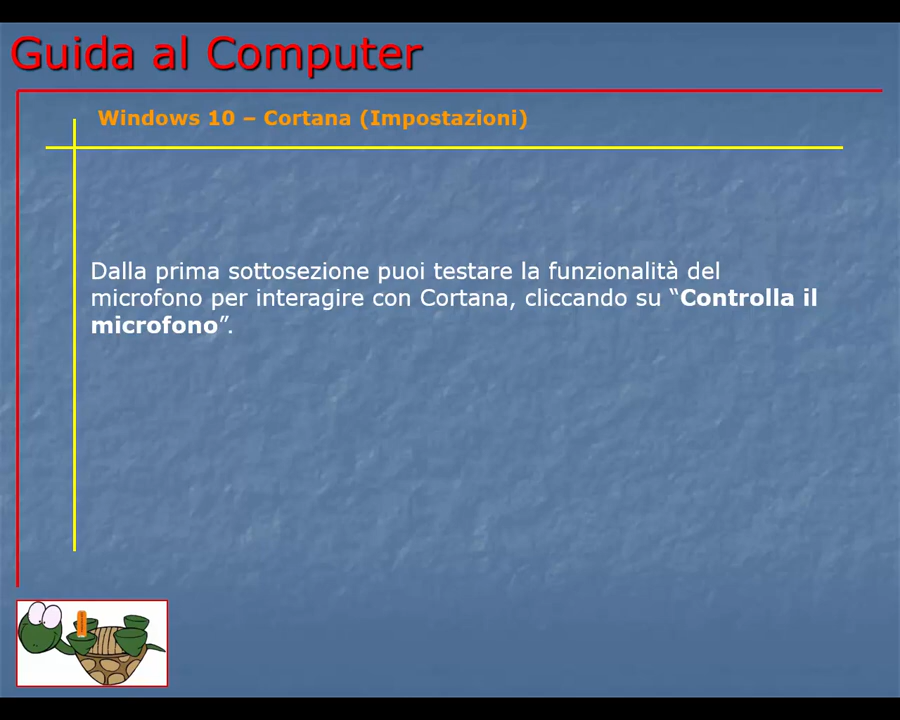 Guida al Computer
Windows 10 – Cortana (Impostazioni)
Dalla prima sottosezione puoi testare la funzionalità del
microfono per interagire con Cortana, cliccando su “Controlla il
microfono”.